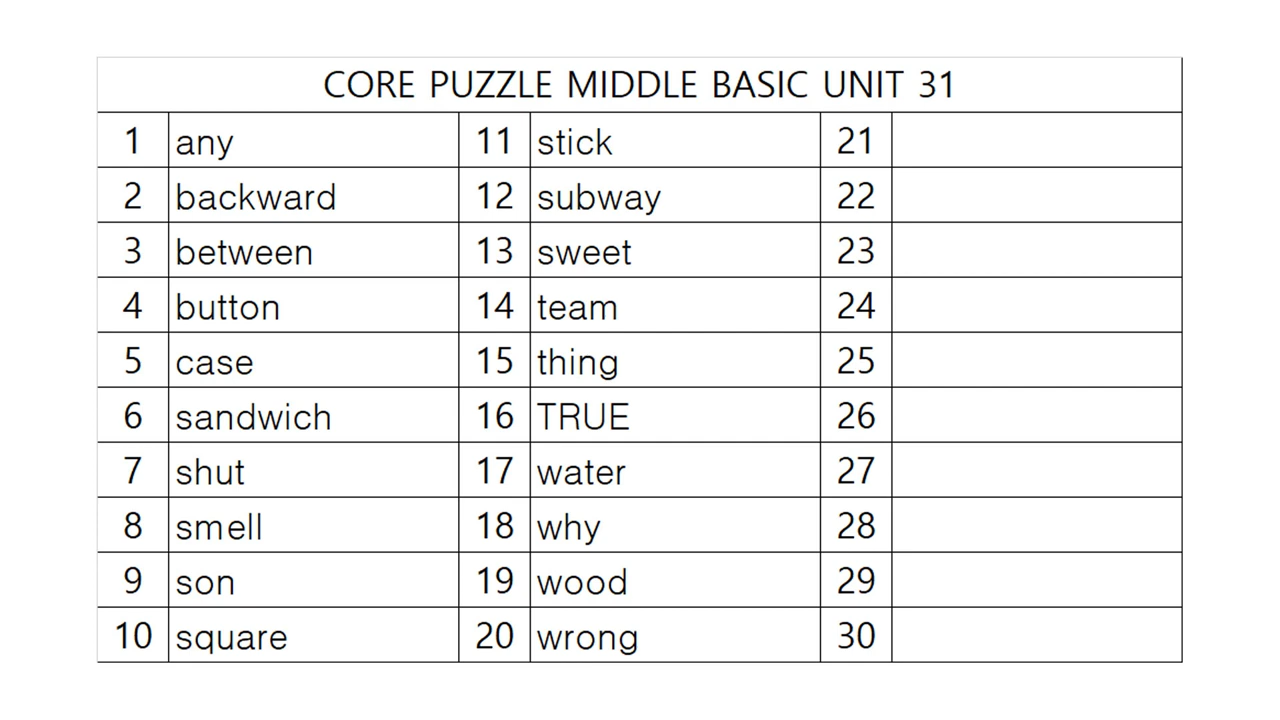 CORE PUZZLE MIDDLE BASIC UNIT 31
1 any 11 stick 21
2 backward 12 subway 22
3 between 13 sweet 23
4 button 14 team 24
5 case 15 thing 25
6 sandwich 16 TRUE 26
7 shut 17 water 27
8 smell 18 why 28
9 son 19 wood 29
10 square 20 wrong 30